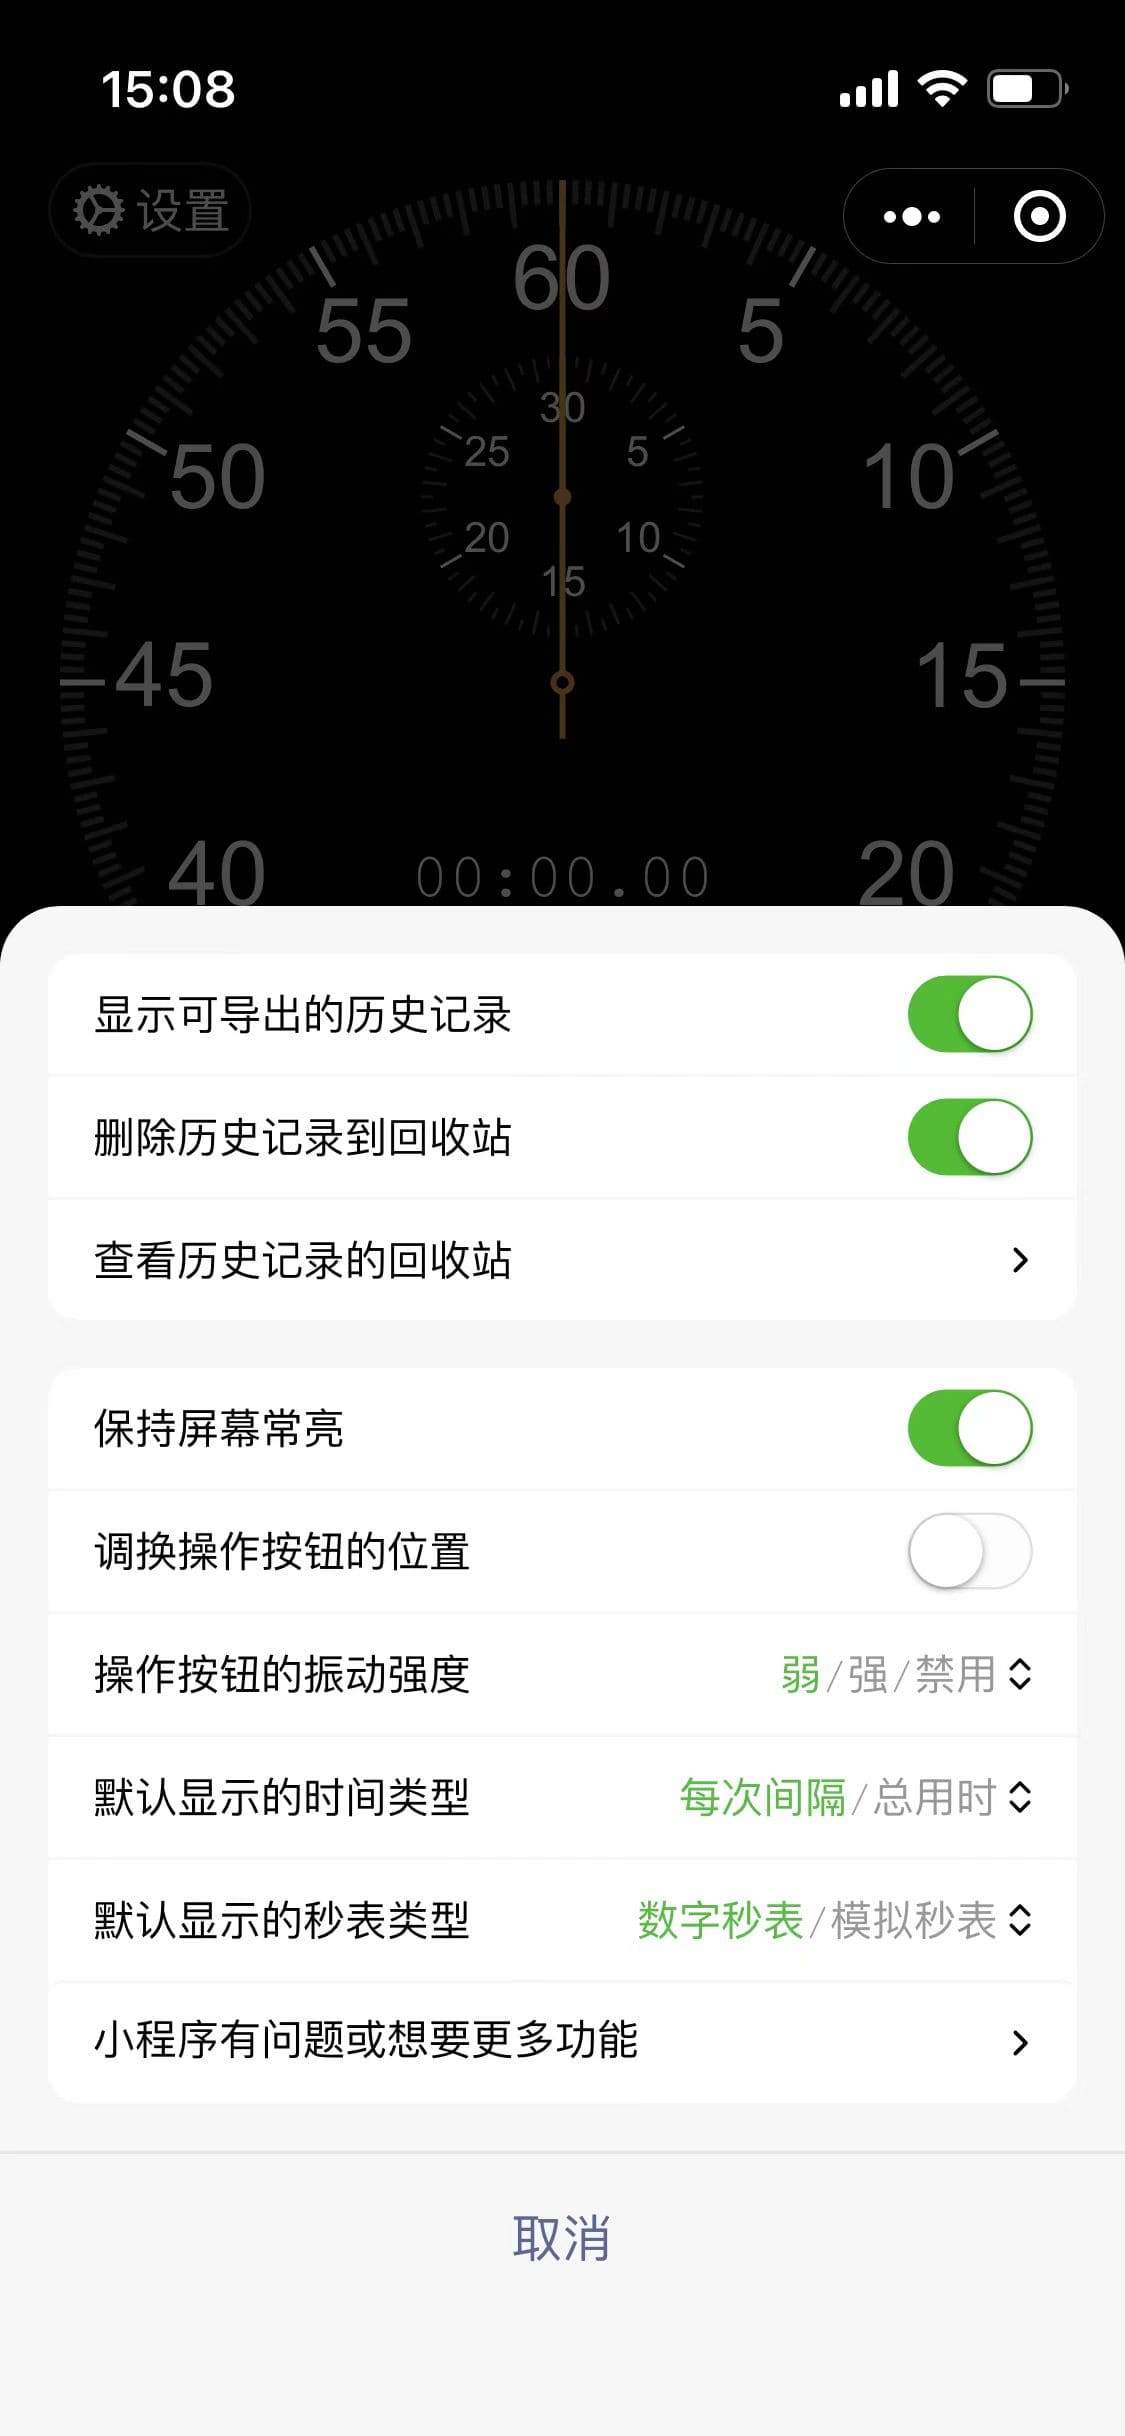 15:08
设置
60
55
5
50
10
45
15
40
20
30
25
5
20
10
15
00:00.00
显示可导出的历史记录
删除历史记录到回收站
查看历史记录的回收站
保持屏幕常亮
调换操作按钮的位置
操作按钮的振动强度 弱/强/禁用
默认显示的时间类型 每次间隔/总用时
默认显示的秒表类型 数字秒表/模拟秒表
小程序有问题或想要更多功能
取消